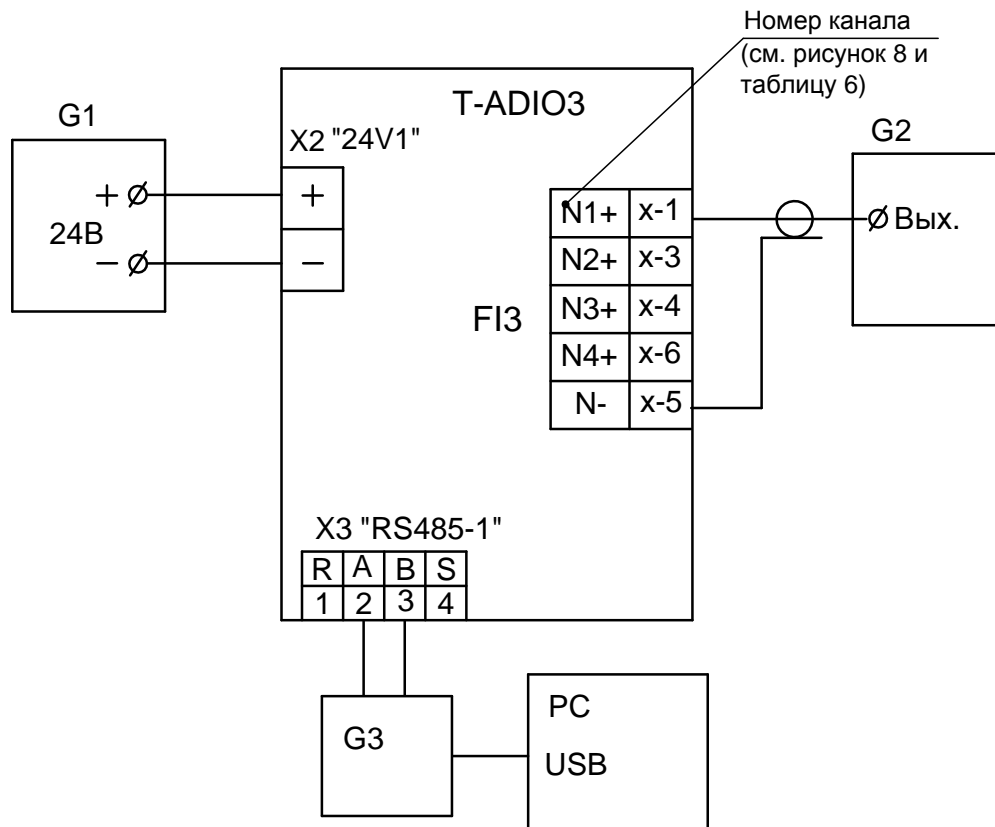 Номер канала
(см. рисунок 8 и
таблицу 6)
T-ADIO3
G1
X2 "24V1"
G2
+
24В
−
+
−
N1+ x-1
N2+ x-3
N3+ x-4
N4+ x-6
N- x-5
FI3
Вых.
X3 "RS485-1"
R A B S
1 2 3 4
G3
PC
USB